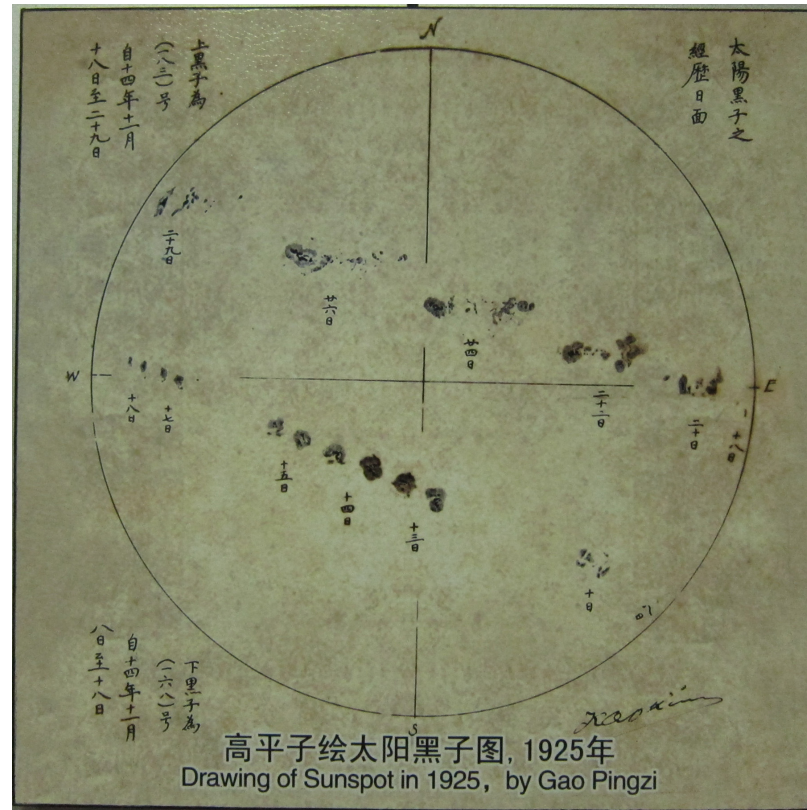 太陽黑子之
經歷日面
上黑子為
(一八三)号
自十四年十一月
十八日至二十九日
N
二十九日
廿六日
廿四日
二十二日
二十日
十八日
W
E
十八日
十七日
十五日
十四日
十三日
十日
S
下黑子為
(一六八)号
自十四年十一月
八日至十八日
高平子绘太阳黑子图, 1925年
Drawing of Sunspot in 1925, by Gao Pingzi